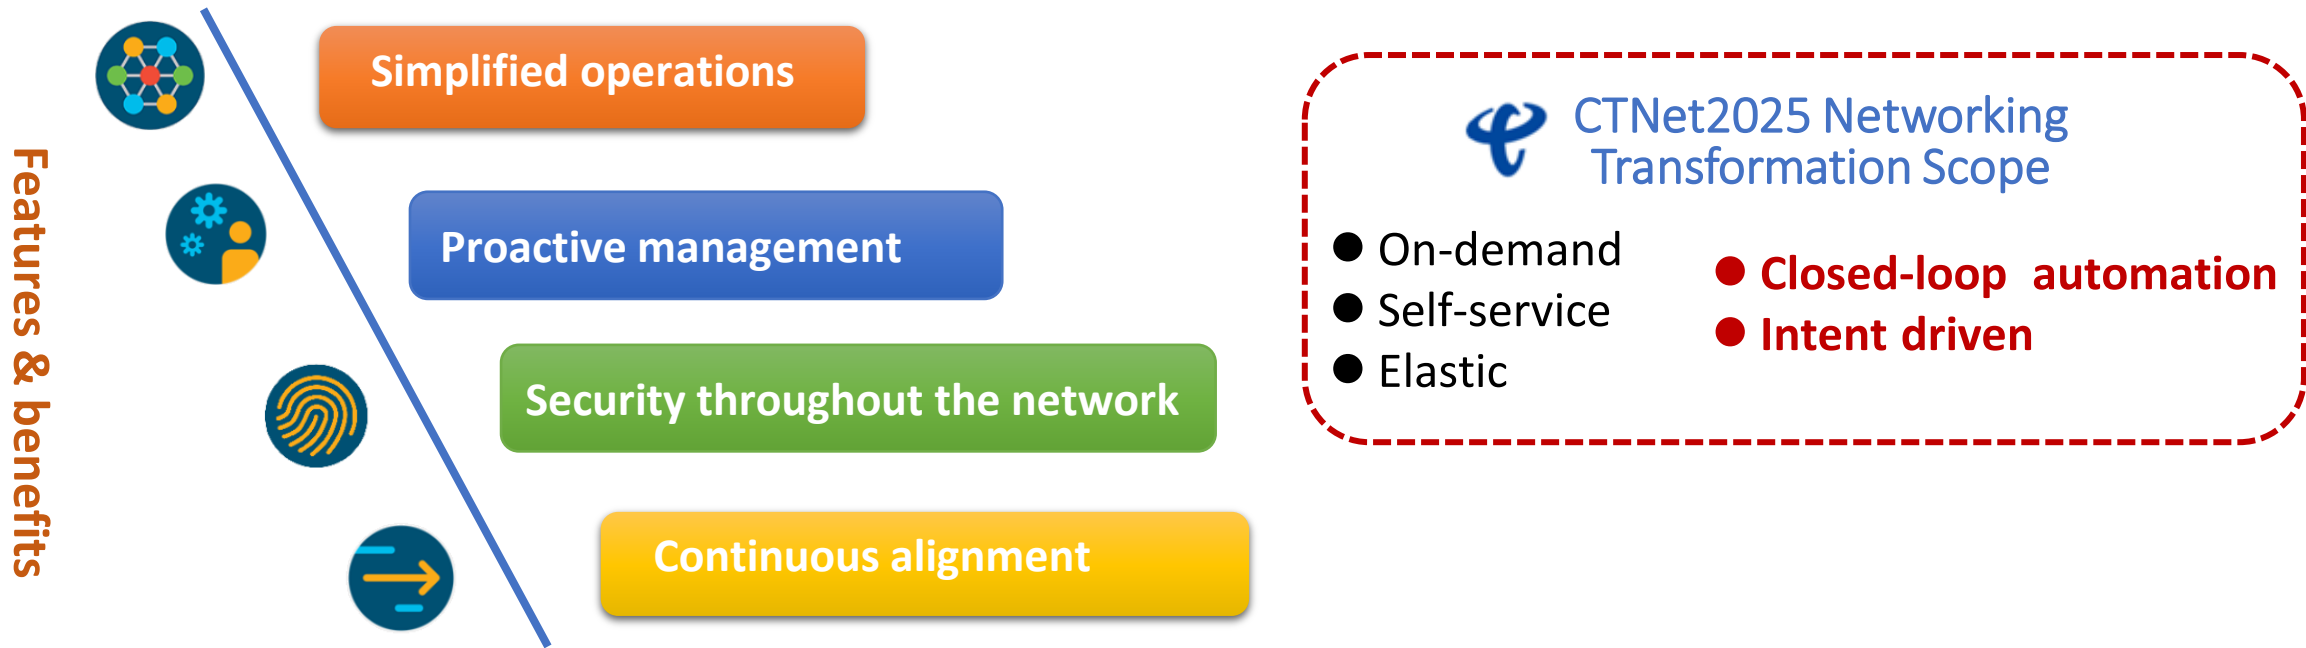 Features & benefits
Simplified operations
Proactive management
Security throughout the network
Continuous alignment
CTNet2025 Networking
Transformation Scope
On-demand
Self-service
Elastic
Closed-loop automation
Intent driven